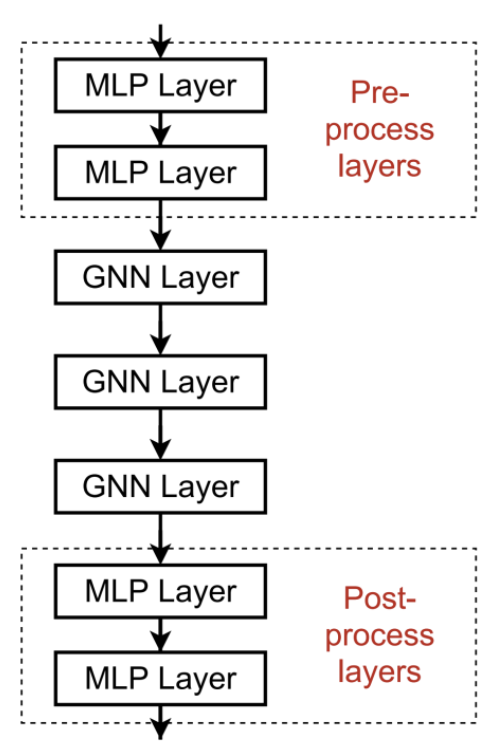 MLP Layer
MLP Layer
Pre-
process
layers
GNN Layer
GNN Layer
GNN Layer
MLP Layer
MLP Layer
Post-
process
layers